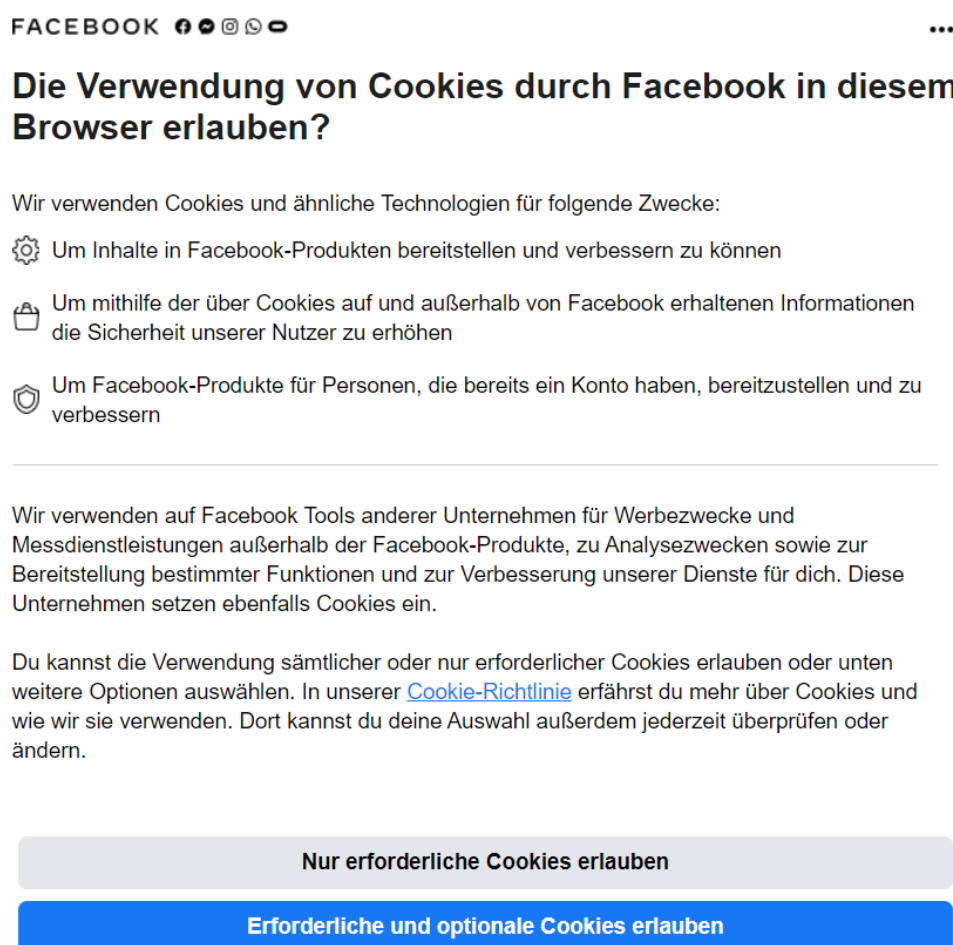 FACEBOOK
Die Verwendung von Cookies durch Facebook in diesem
Browser erlauben?
Wir verwenden Cookies und ähnliche Technologien für folgende Zwecke:
Um Inhalte in Facebook-Produkten bereitstellen und verbessern zu können
Um mithilfe der über Cookies auf und außerhalb von Facebook erhaltenen Informationen
die Sicherheit unserer Nutzer zu erhöhen
Um Facebook-Produkte für Personen, die bereits ein Konto haben, bereitzustellen und zu
verbessern
Wir verwenden auf Facebook Tools anderer Unternehmen für Werbezwecke und
Messdienstleistungen außerhalb der Facebook-Produkte, zu Analysezwecken sowie zur
Bereitstellung bestimmter Funktionen und zur Verbesserung unserer Dienste für dich. Diese
Unternehmen setzen ebenfalls Cookies ein.
Du kannst die Verwendung sämtlicher oder nur erforderlicher Cookies erlauben oder unten
weitere Optionen auswählen. In unserer Cookie-Richtlinie erfährst du mehr über Cookies und
wie wir sie verwenden. Dort kannst du deine Auswahl außerdem jederzeit überprüfen oder
ändern.
Nur erforderliche Cookies erlauben
Erforderliche und optionale Cookies erlauben